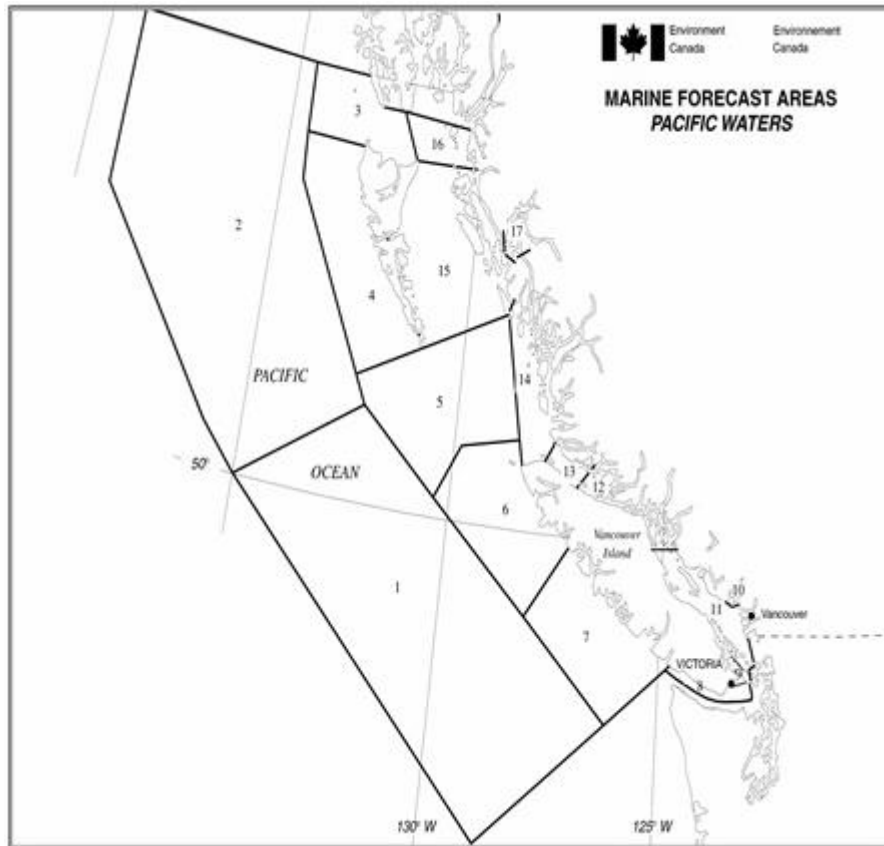 Environment Environnement
Canada Canada
MARINE FORECAST AREAS
PACIFIC WATERS
3
16
2
17
15
4
PACIFIC
14
5
50°
OCEAN
13
12
6
Vancouver
Island
1
10
11
Vancouver
7
VICTORIA
9
8
130° W
125° W